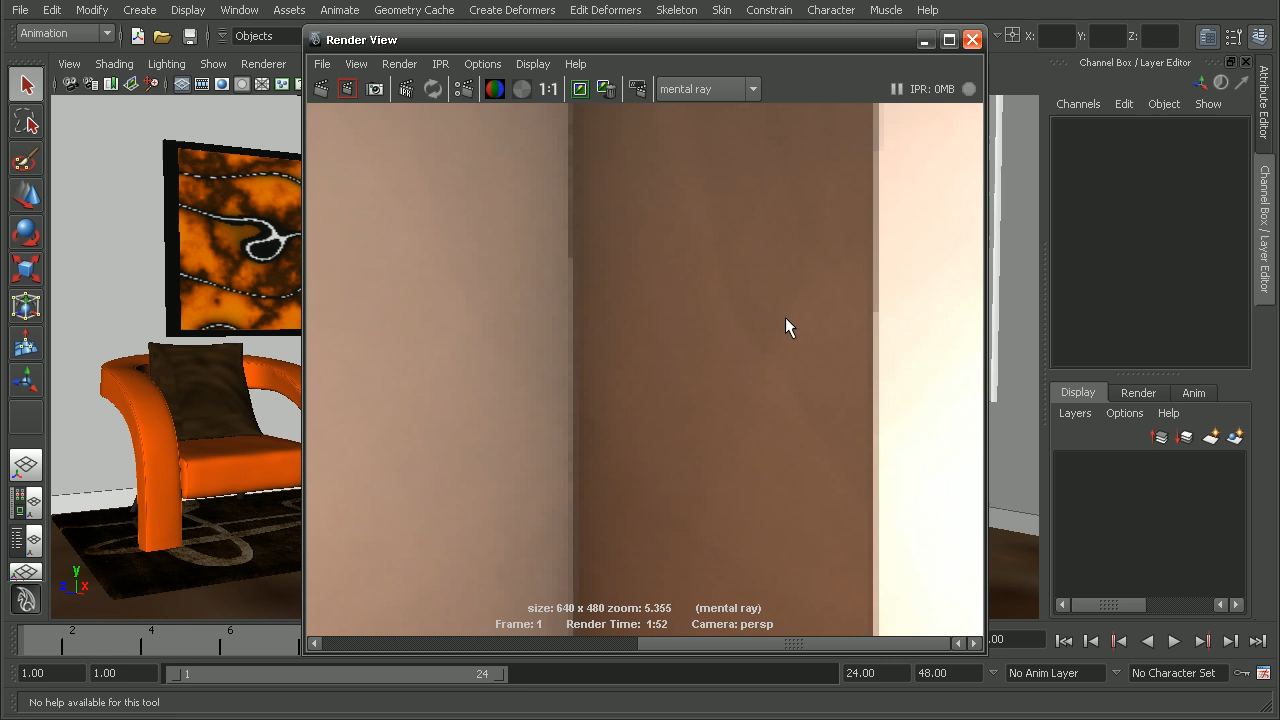 File Edit Modify Create Display Window Assets Animate Geometry Cache Create Deformers Edit Deformers Skeleton Skin Constrain Character Muscle Help
Animation
Objects
X:
Y:
Z:
View Shading Lighting Show Renderer
Render View
File View Render IPR Options Display Help
1:1
mental ray
IPR: 0MB
size: 640 x 480 zoom: 5.355 (mental ray)
Frame: 1 Render Time: 1:52 Camera: persp
Channel Box / Layer Editor
Channels Edit Object Show
Attribute Editor
Channel Box / Layer Editor
Display Render Anim
Layers Options Help
y
z
x
2 4 6
.00
1.00
1.00
1
24
24.00
48.00
No Anim Layer
No Character Set
No help available for this tool